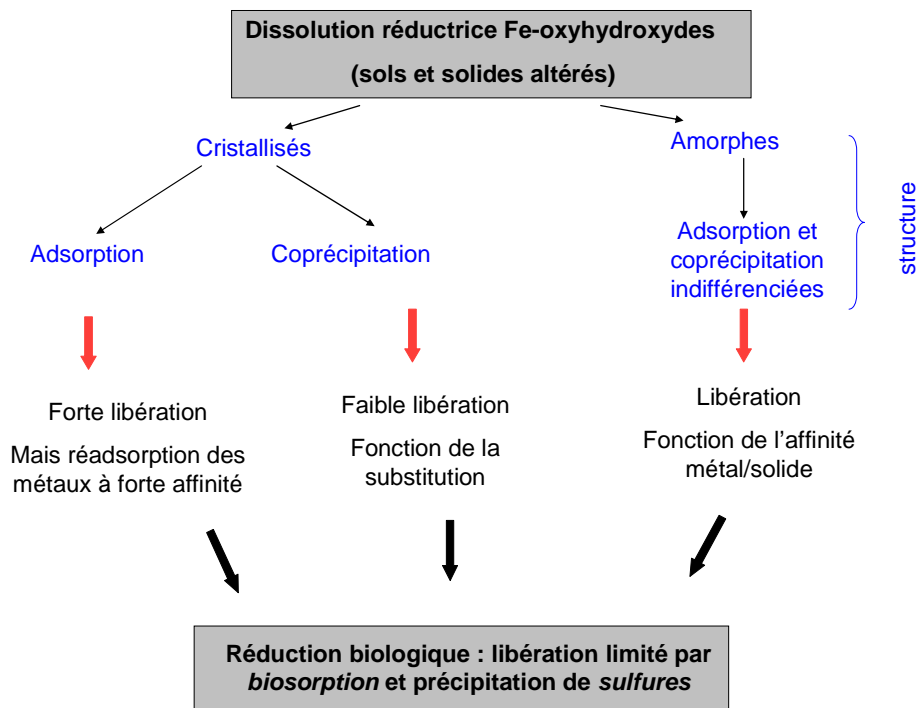 Dissolution réductrice Fe-oxyhydroxydes
(sols et solides altérés)
Cristallisés
Amorphes
Adsorption
Coprécipitation
Adsorption et
coprécipitation
indifférenciées
structure
Forte libération
Mais réadsorption des
métaux à forte affinité
Faible libération
Fonction de la
substitution
Libération
Fonction de l’affinité
métal/solide
Réduction biologique : libération limité par
biosorption et précipitation de sulfures